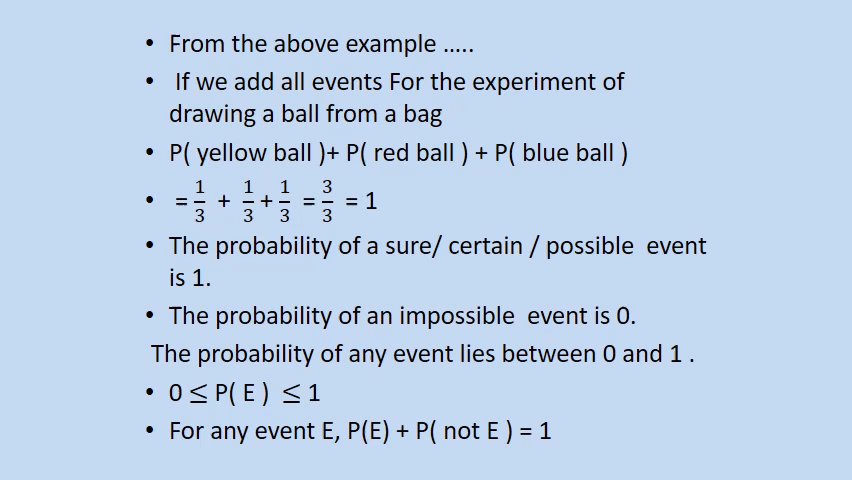 • From the above example …..
• If we add all events For the experiment of
drawing a ball from a bag
• P( yellow ball )+ P( red ball ) + P( blue ball )
• = 1/3 + 1/3 + 1/3 = 3/3 = 1
• The probability of a sure/ certain / possible event
is 1.
• The probability of an impossible event is 0.
The probability of any event lies between 0 and 1 .
• 0 ≤ P( E ) ≤ 1
• For any event E, P(E) + P( not E ) = 1